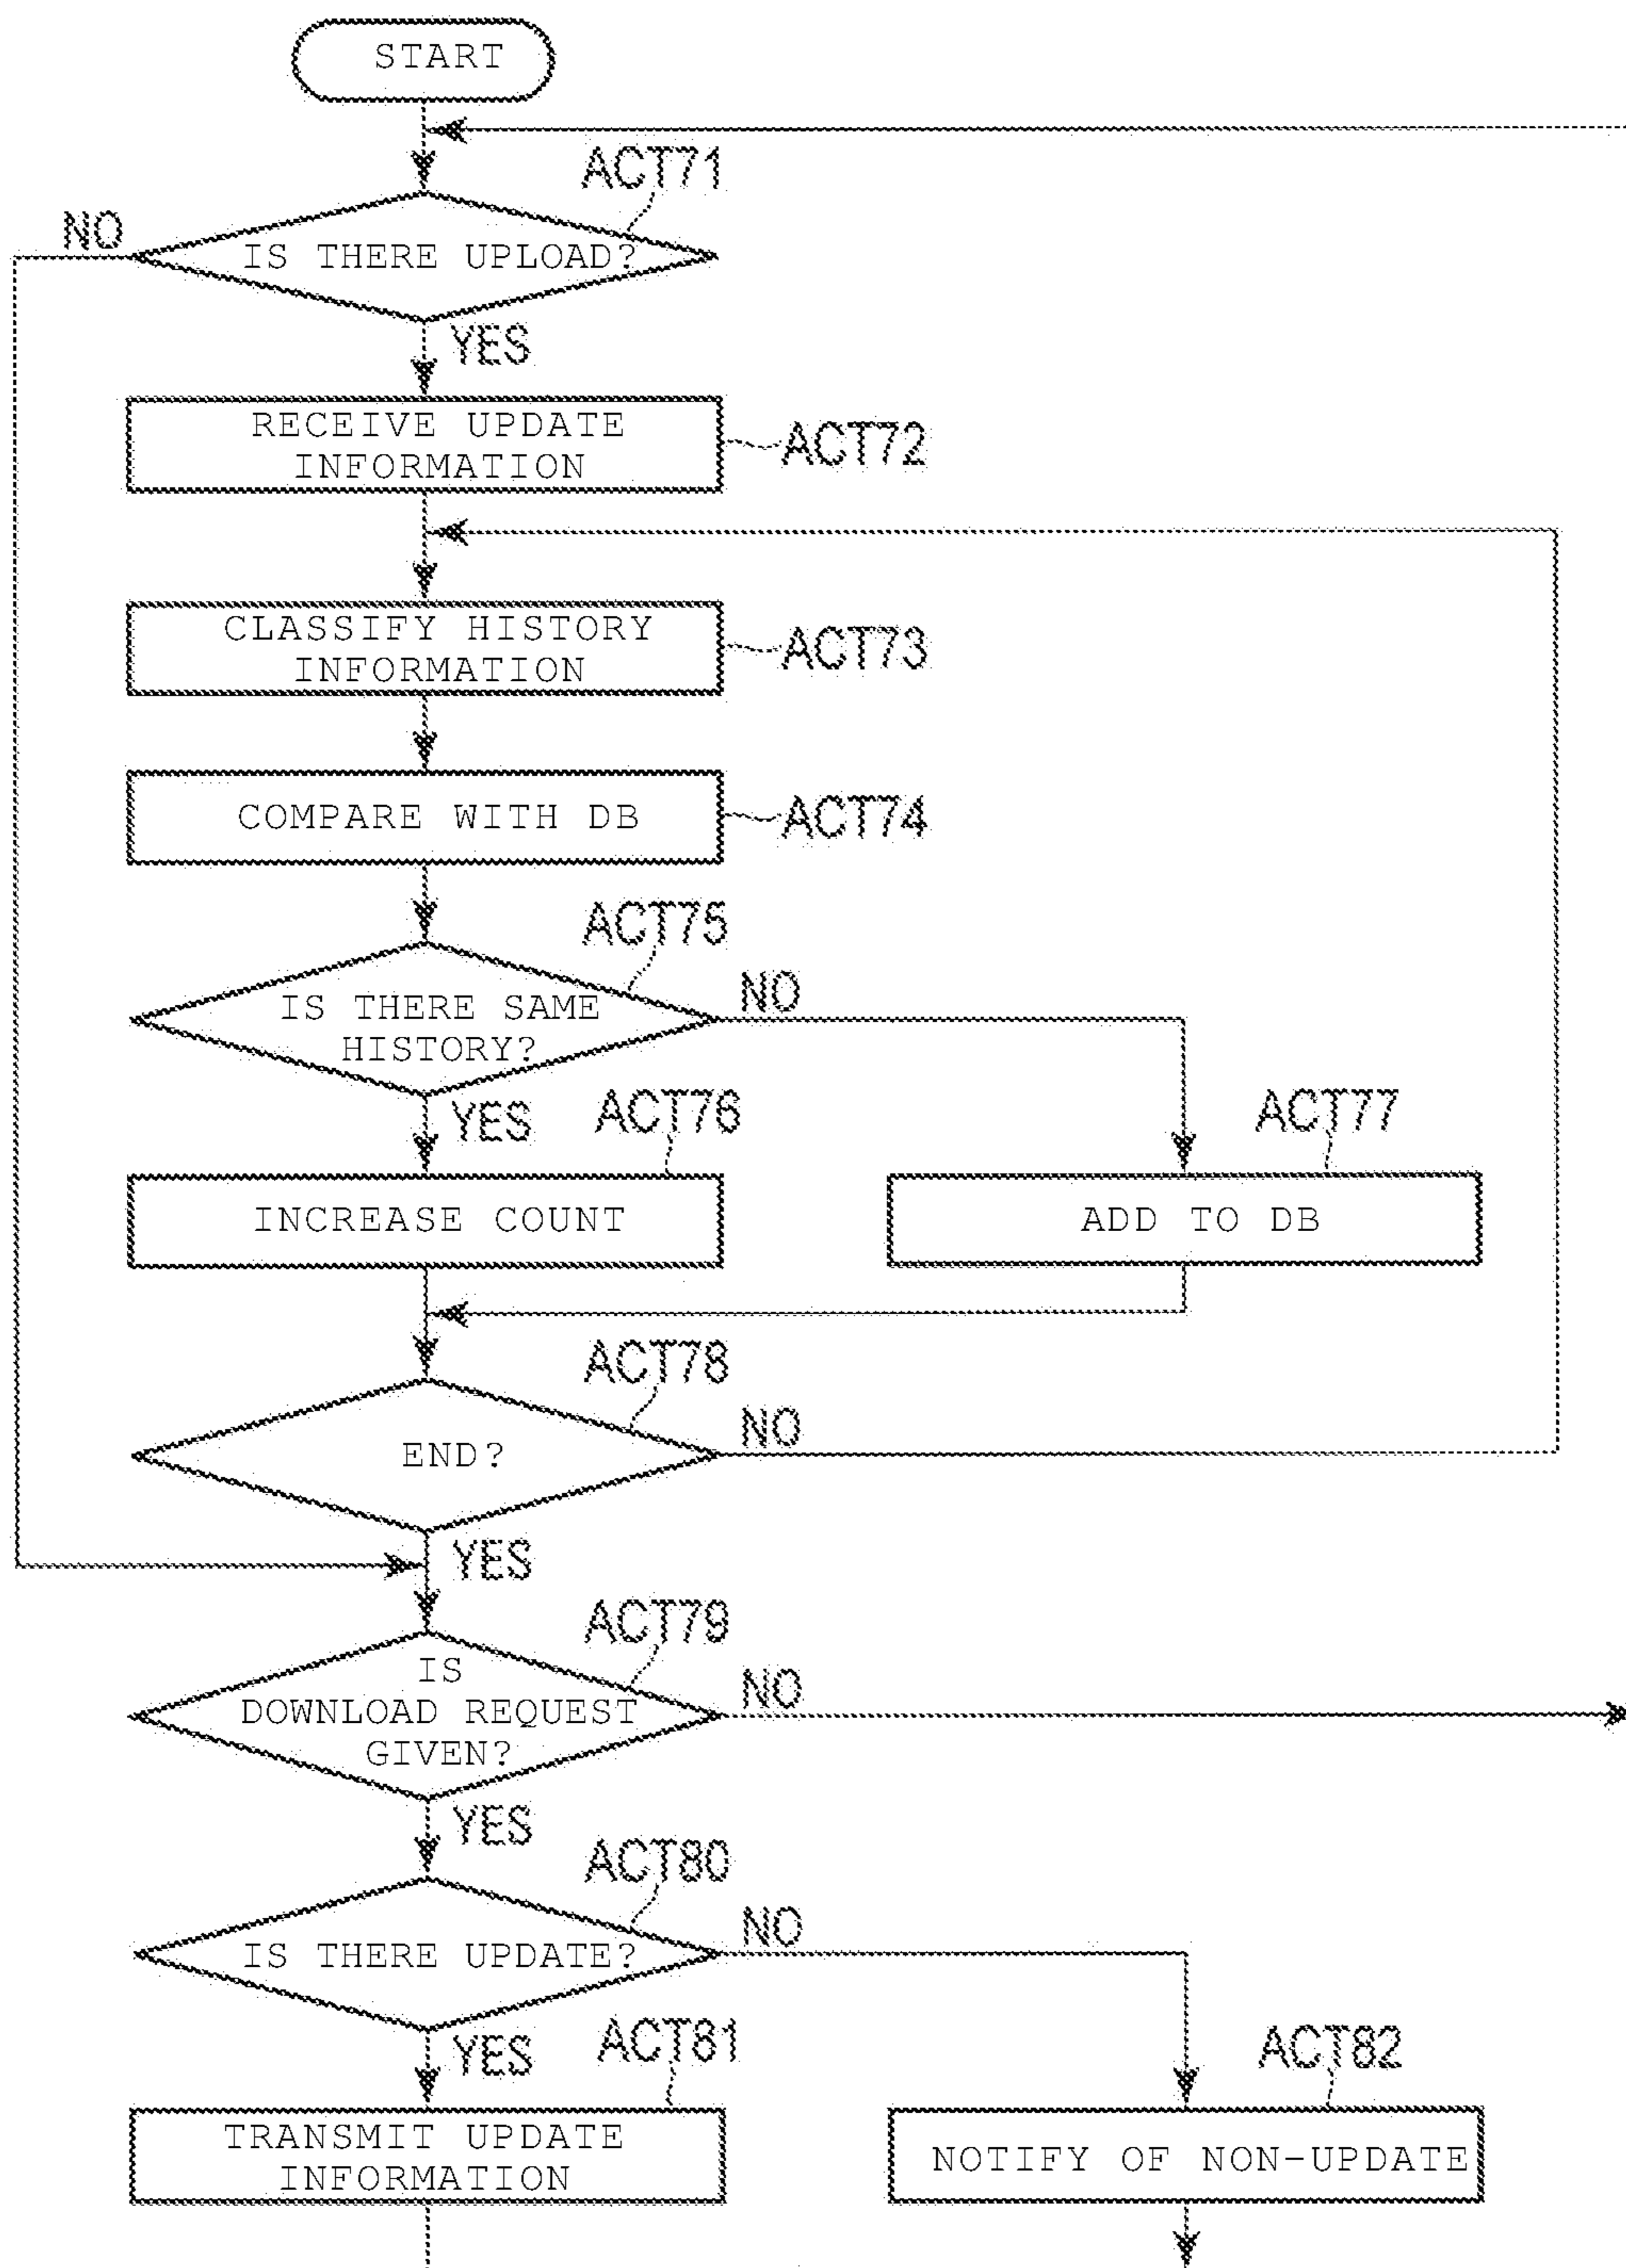 START
ACT71
NO
IS THERE UPLOAD?
YES
RECEIVE UPDATE
INFORMATION
ACT72
CLASSIFY HISTORY
INFORMATION
ACT73
COMPARE WITH DB
ACT74
ACT75
IS THERE SAME
HISTORY?
NO
YES
ACT76
ACT77
INCREASE COUNT
ADD TO DB
ACT78
END?
NO
YES
ACT79
IS
DOWNLOAD REQUEST
GIVEN?
NO
YES
ACT80
IS THERE UPDATE?
NO
YES
ACT81
ACT82
TRANSMIT UPDATE
INFORMATION
NOTIFY OF NON-UPDATE